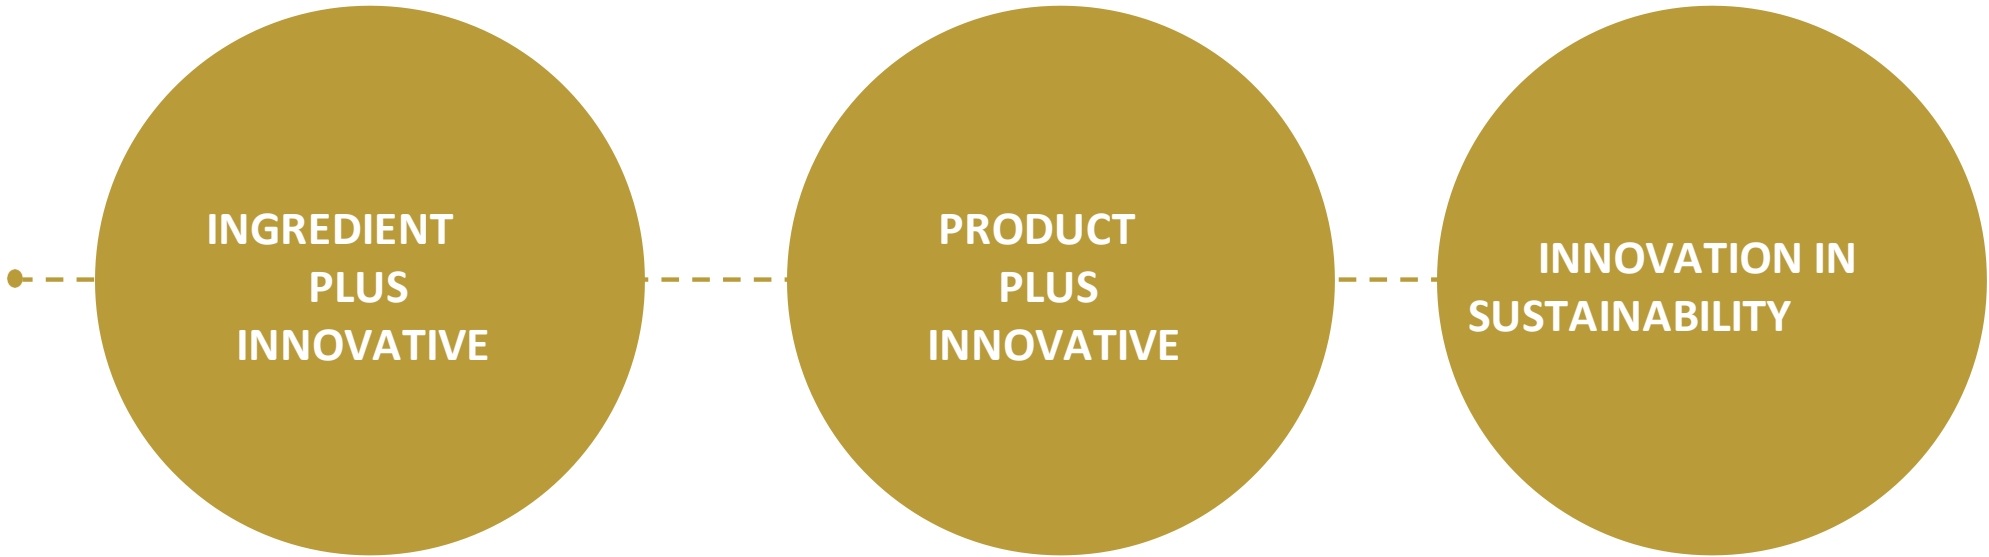 INGREDIENT
PLUS
INNOVATIVE
PRODUCT
PLUS
INNOVATIVE
INNOVATION IN
SUSTAINABILITY